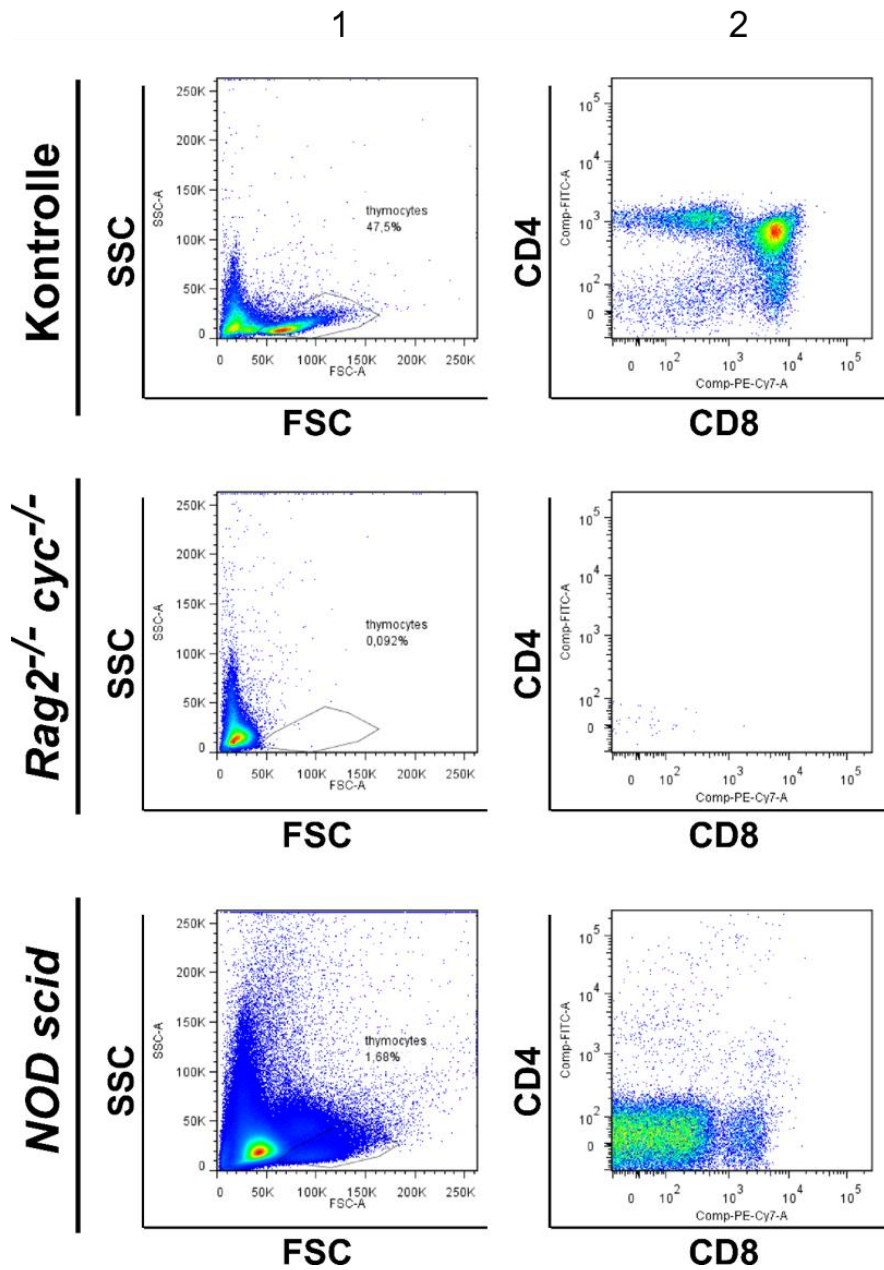 1 2
Kontrolle
SSC
SSC-A
250K
200K
150K
100K
50K
0
thymocytes
47,5%
0 50K 100K 150K 200K 250K
FSC-A
FSC
CD4
Comp-FITC-A
10⁵
10⁴
10³
10²
0
0 10² 10³ 10⁴ 10⁵
Comp-PE-Cy7-A
CD8
Rag2⁻/⁻ cyc⁻/⁻
SSC
SSC-A
250K
200K
150K
100K
50K
0
thymocytes
0,092%
0 50K 100K 150K 200K 250K
FSC-A
FSC
CD4
Comp-FITC-A
10⁵
10⁴
10³
10²
0
0 10² 10³ 10⁴ 10⁵
Comp-PE-Cy7-A
CD8
NOD scid
SSC
SSC-A
250K
200K
150K
100K
50K
0
thymocytes
1,68%
0 50K 100K 150K 200K 250K
FSC-A
FSC
CD4
Comp-FITC-A
10⁵
10⁴
10³
10²
0
0 10² 10³ 10⁴ 10⁵
Comp-PE-Cy7-A
CD8